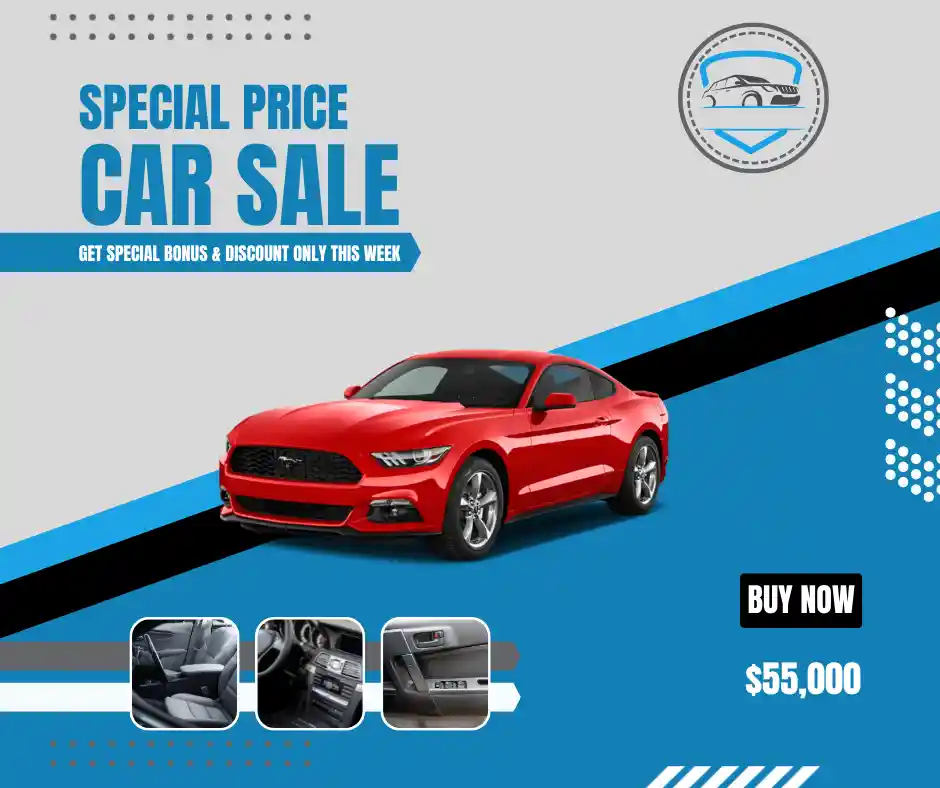 SPECIAL PRICE
CAR SALE
GET SPECIAL BONUS & DISCOUNT ONLY THIS WEEK
BUY NOW
$55,000